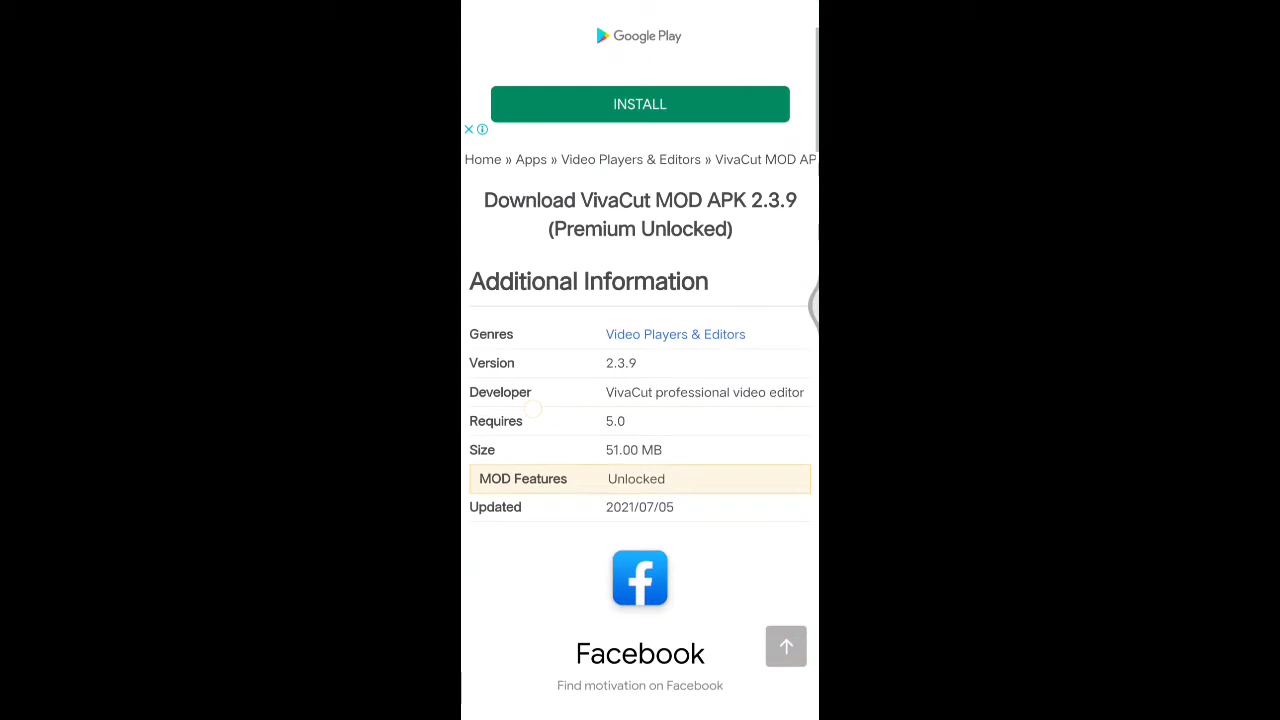 Google Play
INSTALL
Home » Apps » Video Players & Editors » VivaCut MOD AP
Download VivaCut MOD APK 2.3.9
(Premium Unlocked)
Additional Information
Genres Video Players & Editors
Version 2.3.9
Developer VivaCut professional video editor
Requires 5.0
Size 51.00 MB
MOD Features Unlocked
Updated 2021/07/05
Facebook
Find motivation on Facebook